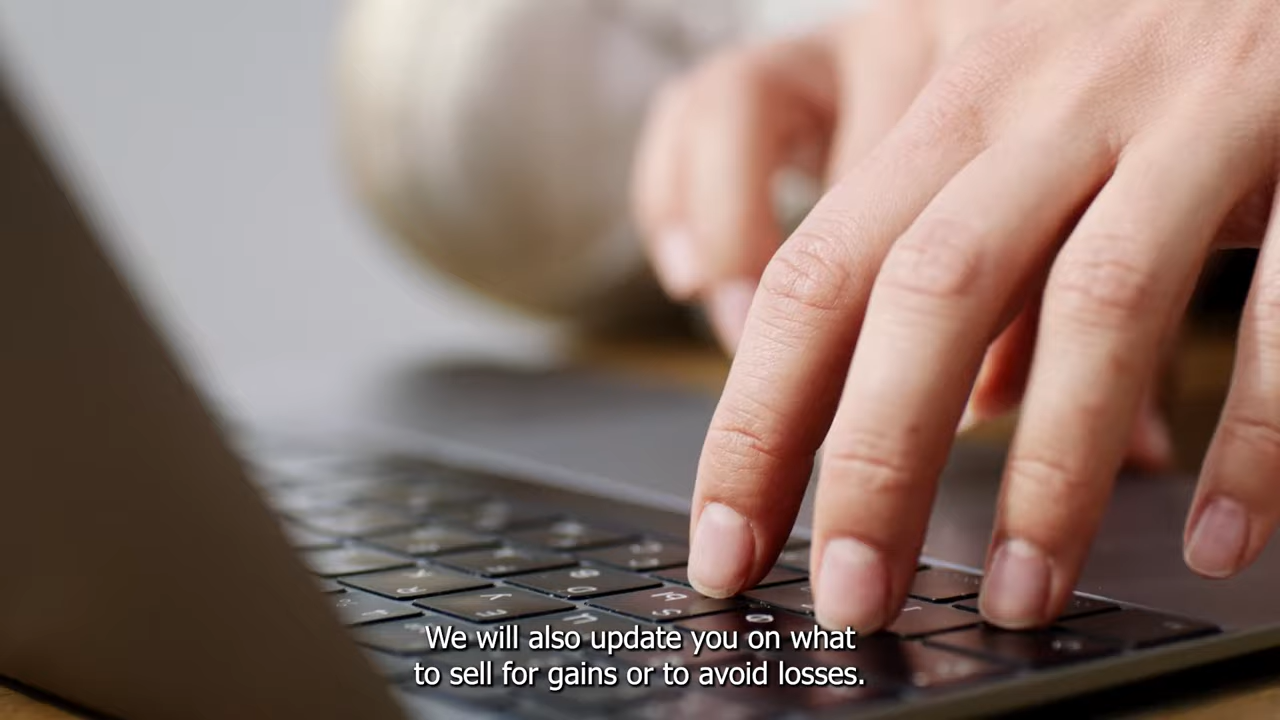 We will also update you on what
to sell for gains or to avoid losses.